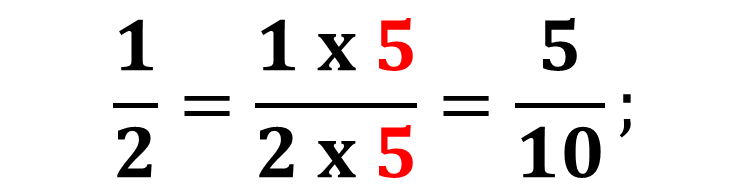 1/2 = 1 x 5/2 x 5 = 5/10 ;